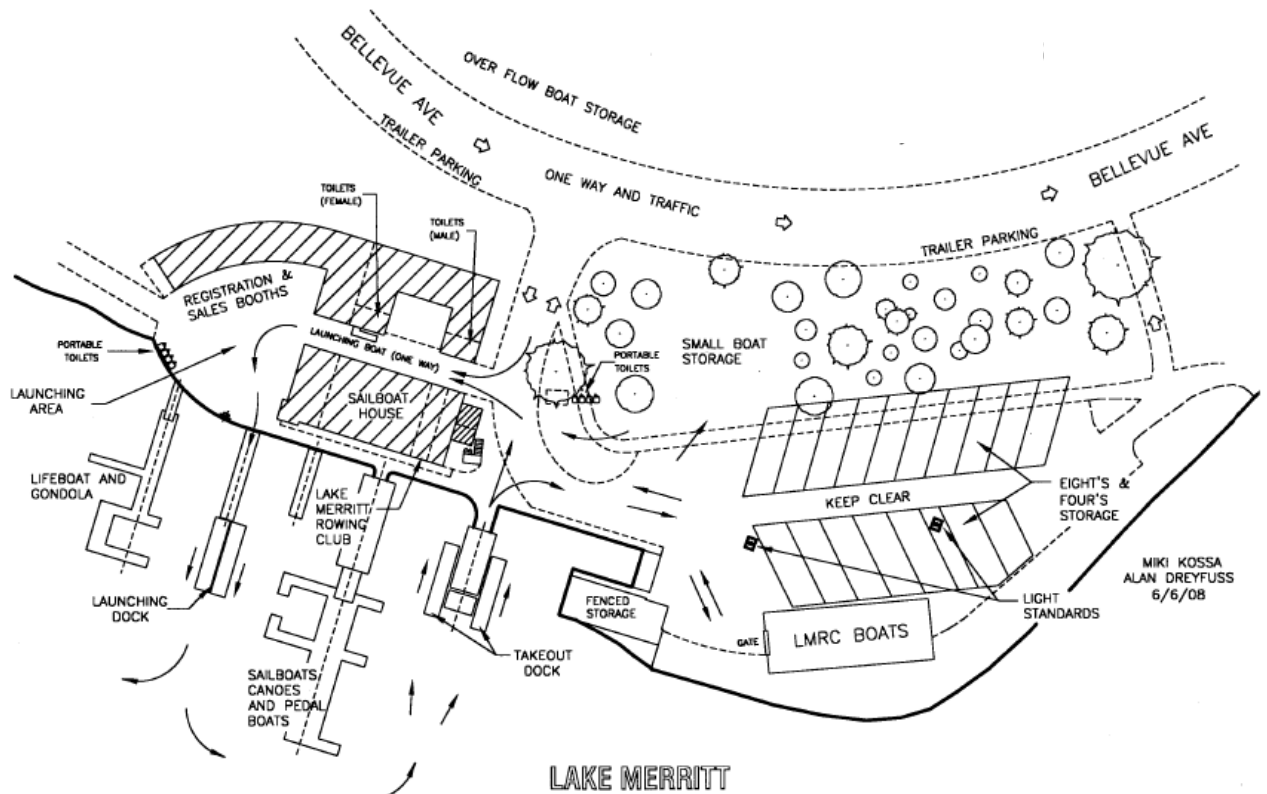 BELLEVUE AVE
OVER FLOW BOAT STORAGE
TRAILER PARKING
ONE WAY AND TRAFFIC
BELLEVUE AVE
TRAILER PARKING
TOILETS
(FEMALE)
TOILETS
(MALE)
REGISTRATION &
SALES BOOTHS
LAUNCHING BOAT (ONE WAY)
PORTABLE
TOILETS
LAUNCHING
AREA
SAILBOAT
HOUSE
PORTABLE
TOILETS
SMALL BOAT
STORAGE
LIFEBOAT AND
GONDOLA
LAKE
MERRITT
ROWING
CLUB
KEEP CLEAR
EIGHT'S &
FOUR'S
STORAGE
LAUNCHING
DOCK
FENCED
STORAGE
MIKI KOSSA
ALAN DREYFUSS
6/6/08
LIGHT
STANDARDS
GATE
LMRC BOATS
TAKEOUT
DOCK
SAILBOATS,
CANOES
AND PEDAL
BOATS
LAKE MERRITT